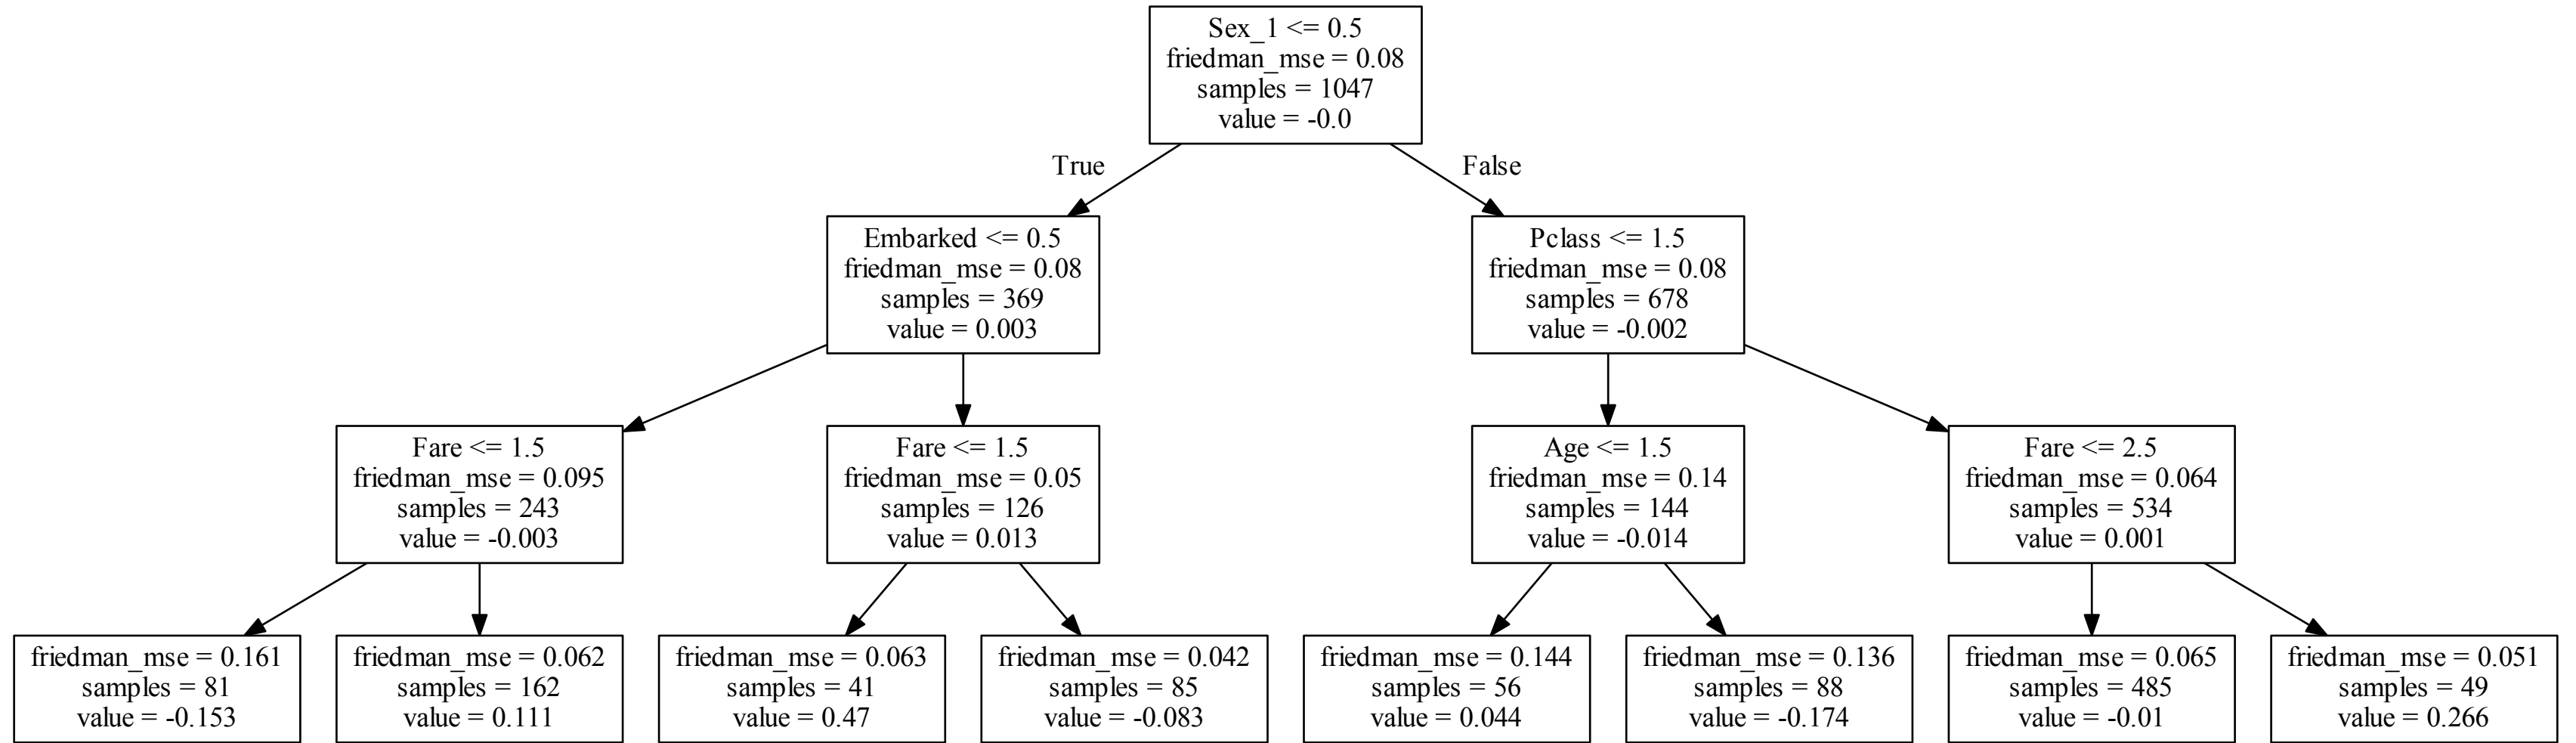 Sex_1 <= 0.5
friedman_mse = 0.08
samples = 1047
value = -0.0
True
False
Embarked <= 0.5
friedman_mse = 0.08
samples = 369
value = 0.003
Pclass <= 1.5
friedman_mse = 0.08
samples = 678
value = -0.002
Fare <= 1.5
friedman_mse = 0.095
samples = 243
value = -0.003
Fare <= 1.5
friedman_mse = 0.05
samples = 126
value = 0.013
Age <= 1.5
friedman_mse = 0.14
samples = 144
value = -0.014
Fare <= 2.5
friedman_mse = 0.064
samples = 534
value = 0.001
friedman_mse = 0.161
samples = 81
value = -0.153
friedman_mse = 0.062
samples = 162
value = 0.111
friedman_mse = 0.063
samples = 41
value = 0.47
friedman_mse = 0.042
samples = 85
value = -0.083
friedman_mse = 0.144
samples = 56
value = 0.044
friedman_mse = 0.136
samples = 88
value = -0.174
friedman_mse = 0.065
samples = 485
value = -0.01
friedman_mse = 0.051
samples = 49
value = 0.266